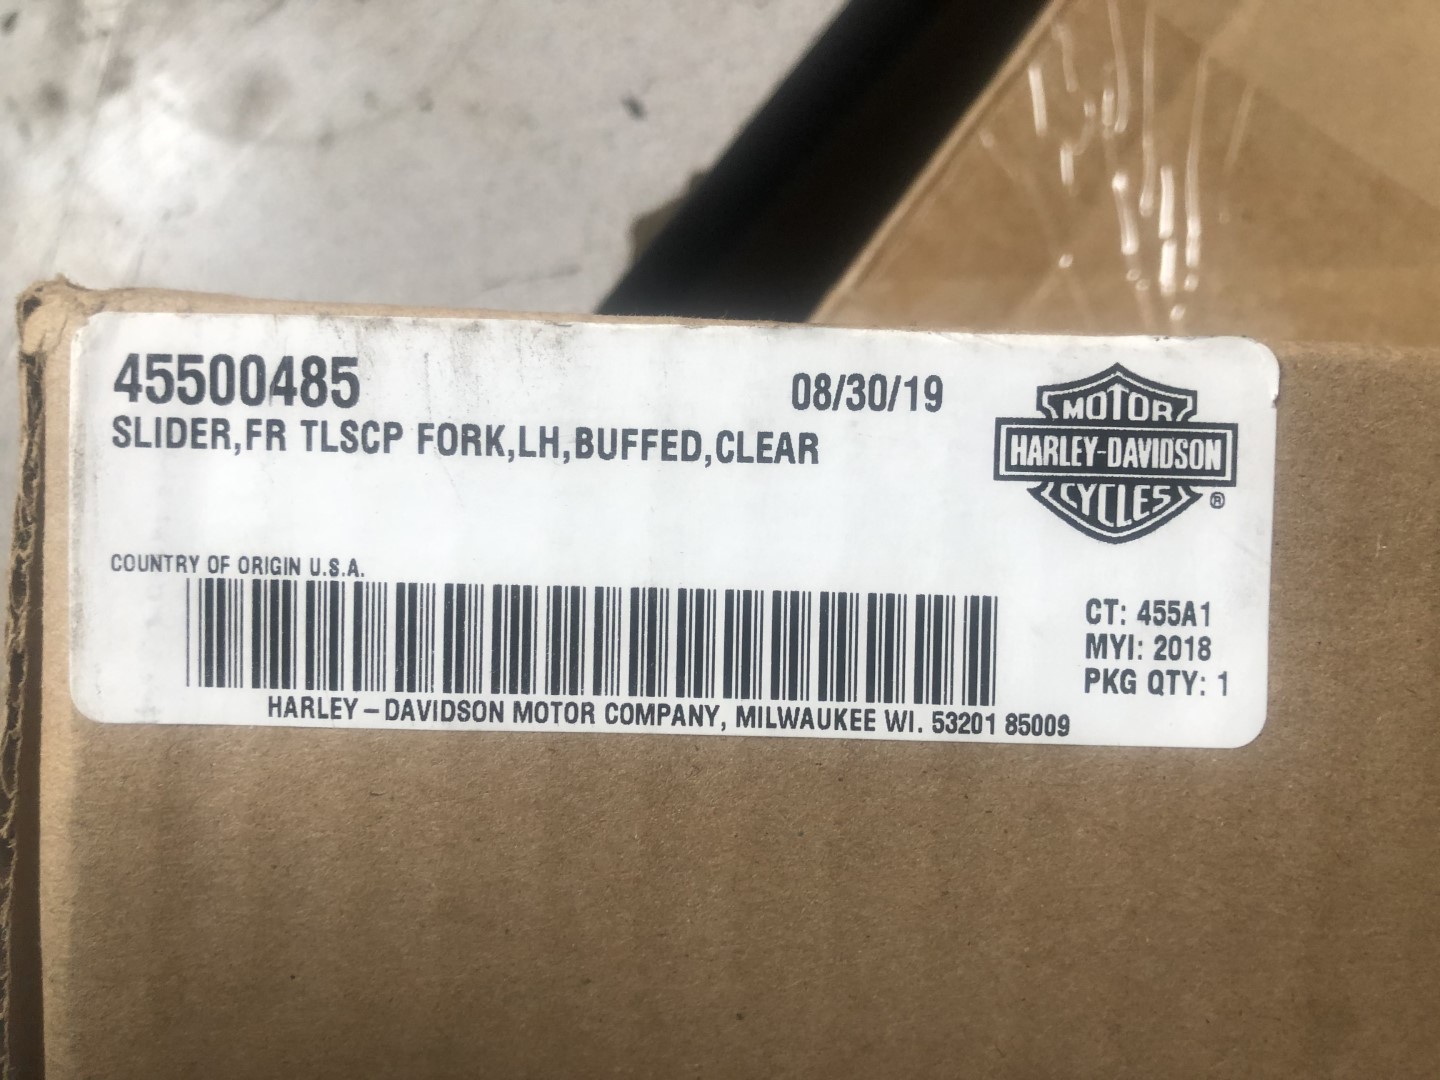 45500485
08/30/19
SLIDER,FR TLSCP FORK,LH,BUFFED,CLEAR
MOTOR
HARLEY-DAVIDSON
CYCLES
®
COUNTRY OF ORIGIN U.S.A.
CT: 455A1
MYI: 2018
PKG QTY: 1
HARLEY-DAVIDSON MOTOR COMPANY, MILWAUKEE WI. 53201 85009